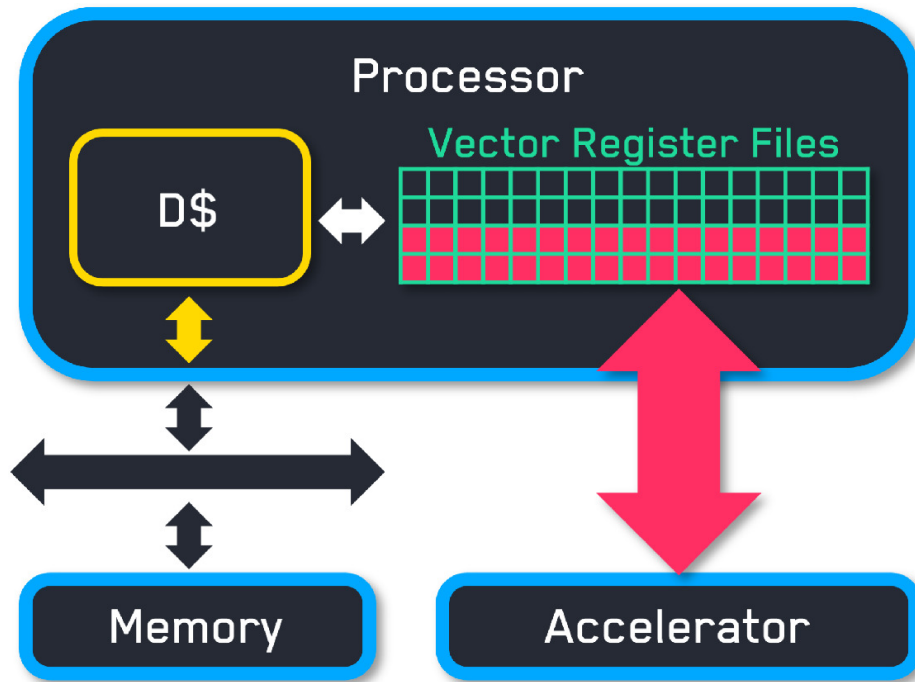 Processor
Vector Register Files
D$
Memory
Accelerator